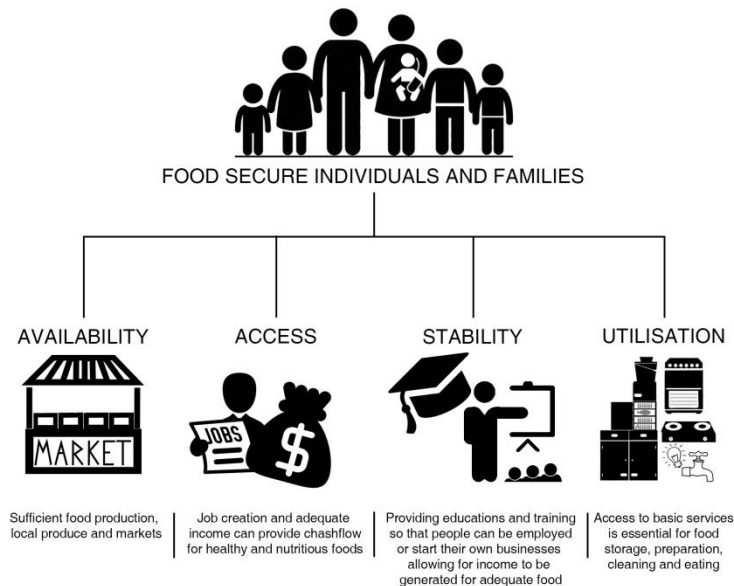 FOOD SECURE INDIVIDUALS AND FAMILIES
AVAILABILITY
MARKET
Sufficient food production,
local produce and markets
ACCESS
JOBS
$
Job creation and adequate
income can provide chashflow
for healthy and nutritious foods
STABILITY
Providing educations and training
so that people can be employed
or start their own businesses
allowing for income to be
generated for adequate food
UTILISATION
Access to basic services
is essential for food
storage, preparation,
cleaning and eating